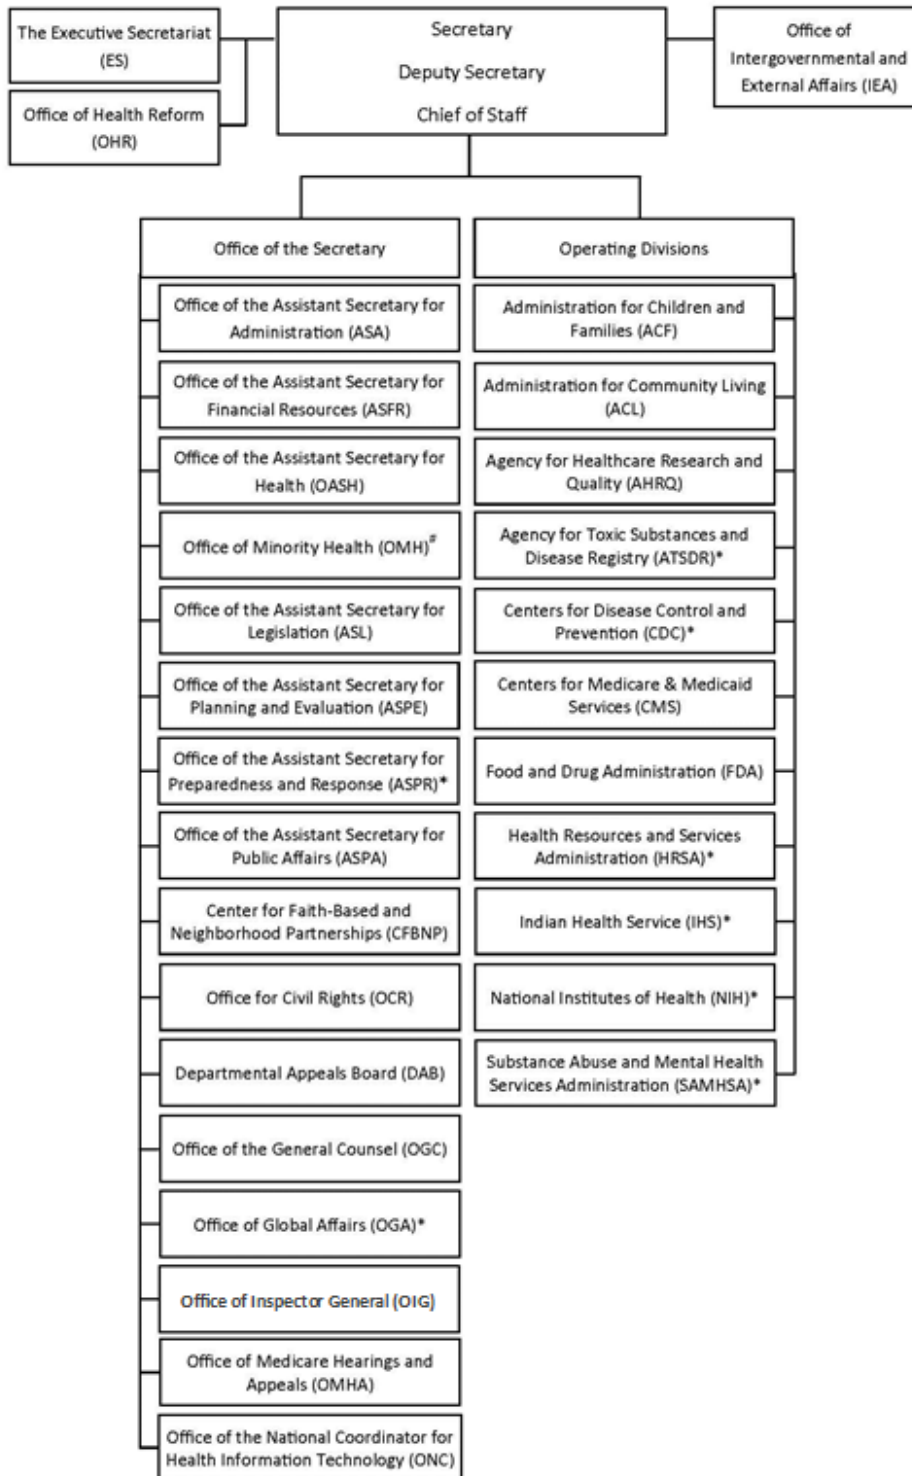 The Executive Secretariat
(ES)
Office of Health Reform
(OHR)
Secretary
Deputy Secretary
Chief of Staff
Office of
Intergovernmental and
External Affairs (IEA)
Office of the Secretary
Office of the Assistant Secretary for
Administration (ASA)
Office of the Assistant Secretary for
Financial Resources (ASFR)
Office of the Assistant Secretary for
Health (OASH)
Office of Minority Health (OMH)#
Office of the Assistant Secretary for
Legislation (ASL)
Office of the Assistant Secretary for
Planning and Evaluation (ASPE)
Office of the Assistant Secretary for
Preparedness and Response (ASPR)*
Office of the Assistant Secretary for
Public Affairs (ASPA)
Center for Faith-Based and
Neighborhood Partnerships (CFBNP)
Office for Civil Rights (OCR)
Departmental Appeals Board (DAB)
Office of the General Counsel (OGC)
Office of Global Affairs (OGA)*
Office of Inspector General (OIG)
Office of Medicare Hearings and
Appeals (OMHA)
Office of the National Coordinator for
Health Information Technology (ONC)
Operating Divisions
Administration for Children and
Families (ACF)
Administration for Community Living
(ACL)
Agency for Healthcare Research and
Quality (AHRQ)
Agency for Toxic Substances and
Disease Registry (ATSDR)*
Centers for Disease Control and
Prevention (CDC)*
Centers for Medicare & Medicaid
Services (CMS)
Food and Drug Administration (FDA)
Health Resources and Services
Administration (HRSA)*
Indian Health Service (IHS)*
National Institutes of Health (NIH)*
Substance Abuse and Mental Health
Services Administration (SAMHSA)*